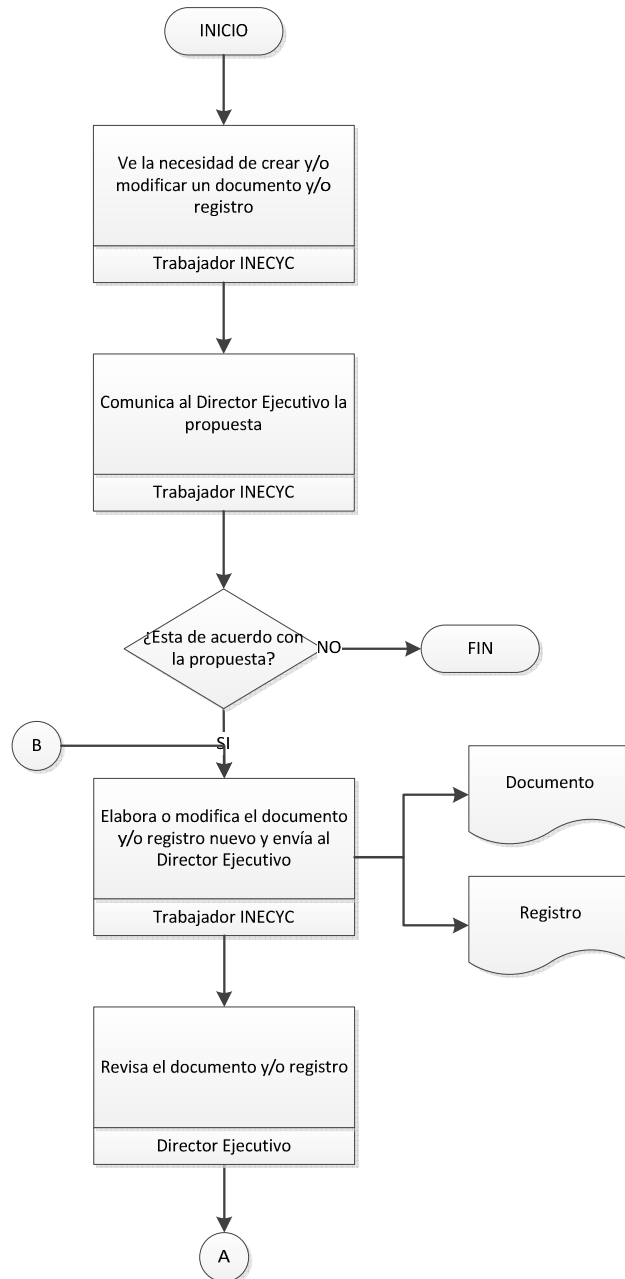 INICIO
Ve la necesidad de crear y/o
modificar un documento y/o
registro
Trabajador INECYC
Comunica al Director Ejecutivo la
propuesta
Trabajador INECYC
¿Esta de acuerdo con
la propuesta?
NO
FIN
SI
B
Elabora o modifica el documento
y/o registro nuevo y envía al
Director Ejecutivo
Trabajador INECYC
Documento
Registro
Revisa el documento y/o registro
Director Ejecutivo
A